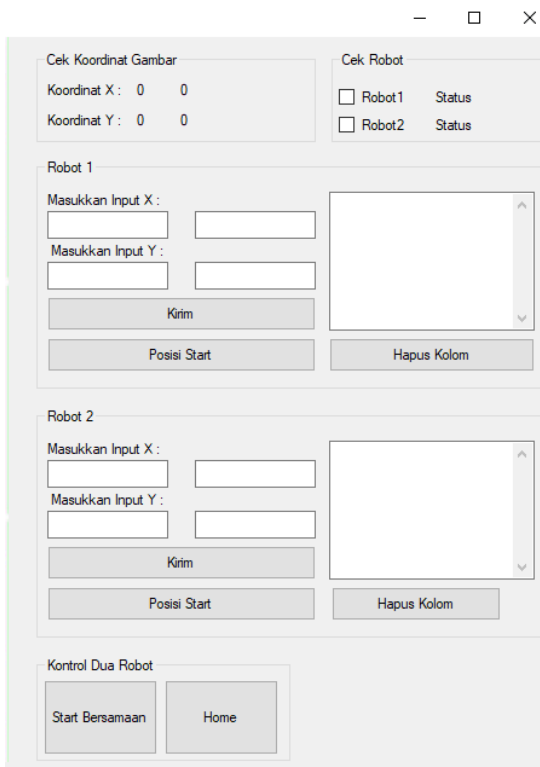 Cek Koordinat Gambar
Koordinat X : 0 0
Koordinat Y : 0 0
Cek Robot
Robot1 Status
Robot2 Status
Robot 1
Masukkan Input X :
Masukkan Input Y :
Kirim
Posisi Start
Hapus Kolom
Robot 2
Masukkan Input X :
Masukkan Input Y :
Kirim
Posisi Start
Hapus Kolom
Kontrol Dua Robot
Start Bersamaan
Home